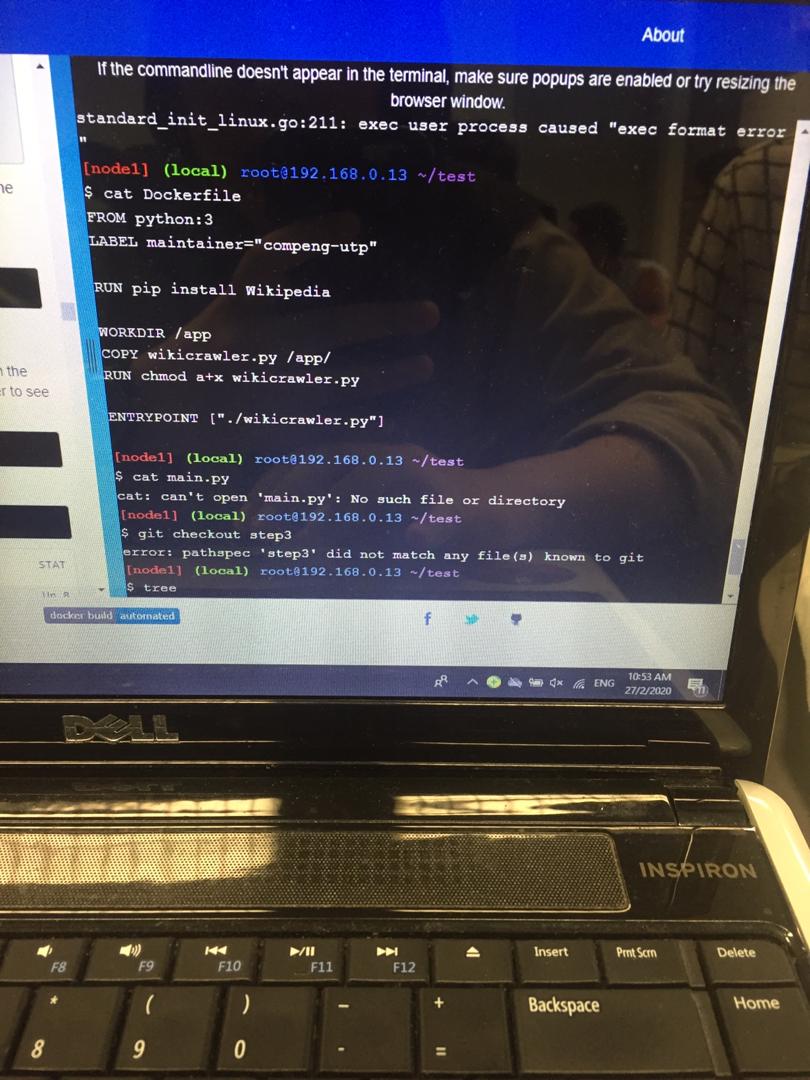 About
If the commandline doesn't appear in the terminal, make sure popups are enabled or try resizing the
browser window.
standard_init_linux.go:211: exec user process caused "exec format error
"
[node1] (local) root@192.168.0.13 ~/test
$ cat Dockerfile
FROM python:3
LABEL maintainer="compeng-utp"
RUN pip install Wikipedia
WORKDIR /app
COPY wikicrawler.py /app/
RUN chmod a+x wikicrawler.py
ENTRYPOINT ["./wikicrawler.py"]
[node1] (local) root@192.168.0.13 ~/test
$ cat main.py
cat: can't open 'main.py': No such file or directory
[node1] (local) root@192.168.0.13 ~/test
$ git checkout step3
error: pathspec 'step3' did not match any file(s) known to git
[node1] (local) root@192.168.0.13 ~/test
$ tree
the
er to see
STAT
docker build automated
ENG
10:53 AM
27/2/2020
11
DELL
INSPIRON
F8 F9 F10 F11 F12 Insert Prnt Scrn Delete
* ( ) – + Backspace Home
8 9 0 - =